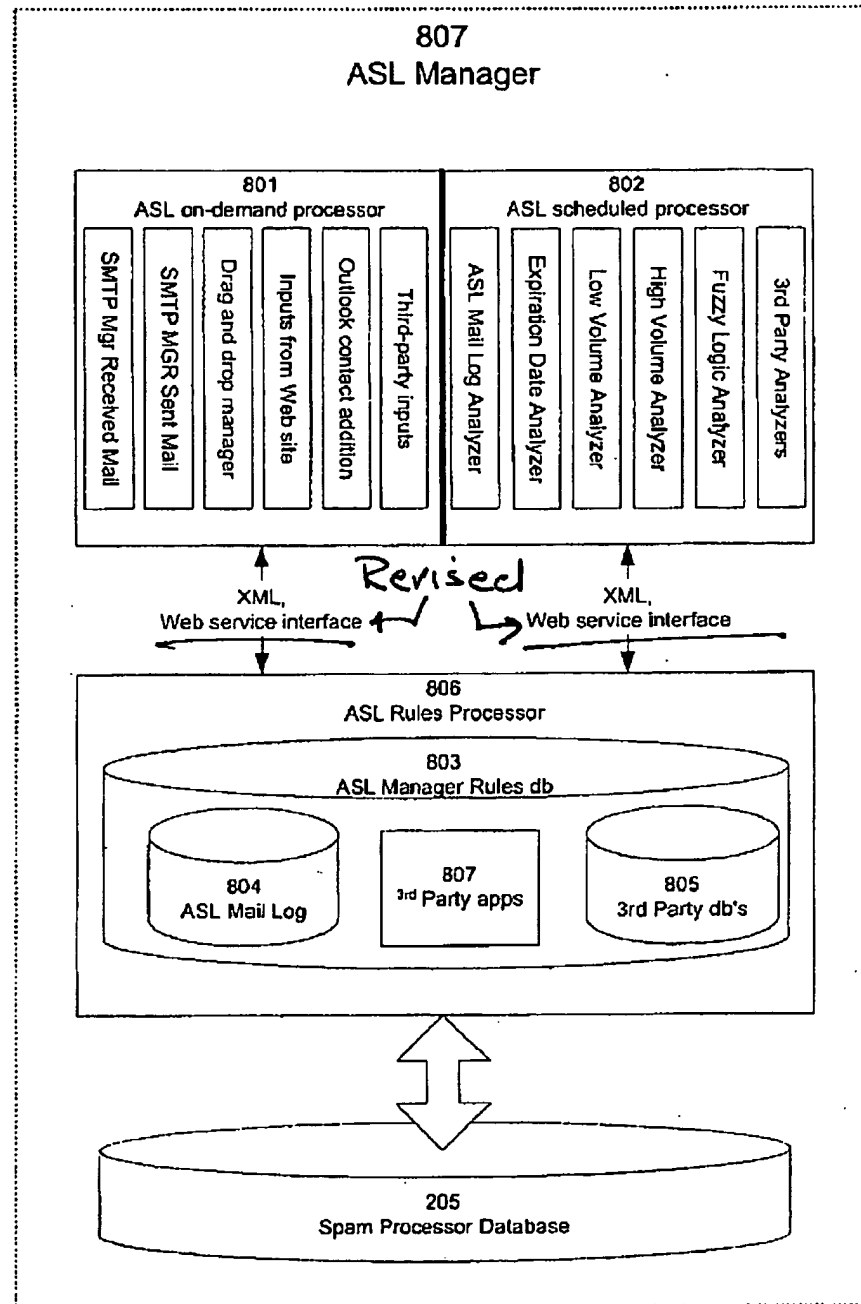 807
ASL Manager
801
ASL on-demand processor
SMTP Mgr Received Mail
SMTP MGR Sent Mail
Drag and drop manager
Inputs from Web site
Outlook contact addition
Third-party inputs
802
ASL scheduled processor
ASL Mail Log Analyzer
Expiration Date Analyzer
Low Volume Analyzer
High Volume Analyzer
Fuzzy Logic Analyzer
3rd Party Analyzers
Revised
XML,
Web service interface
XML,
Web service interface
806
ASL Rules Processor
803
ASL Manager Rules db
804
ASL Mail Log
807
3rd Party apps
805
3rd Party db's
205
Spam Processor Database